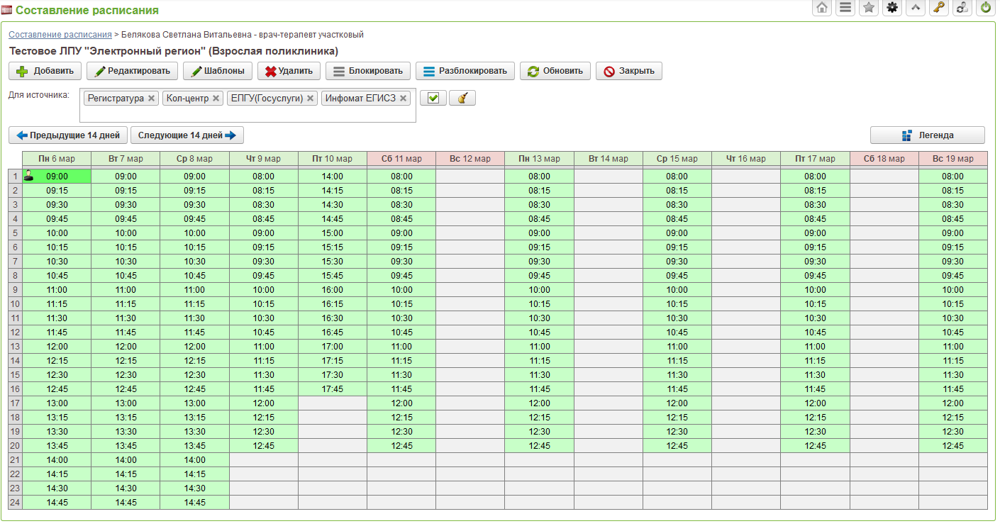 Составление расписания
Составление расписания > Белякова Светлана Витальевна - врач-терапевт участковый
Тестовое ЛПУ "Электронный регион" (Взрослая поликлиника)
Добавить Редактировать Шаблоны Удалить Блокировать Разблокировать Обновить Закрыть
Для источника: Регистратура Кол-центр ЕПГУ(Госуслуги) Инфомат ЕГИСЗ
Предыдущие 14 дней Следующие 14 дней Легенда
Пн 6 мар Вт 7 мар Ср 8 мар Чт 9 мар Пт 10 мар Сб 11 мар Вс 12 мар Пн 13 мар Вт 14 мар Ср 15 мар Чт 16 мар Пт 17 мар Сб 18 мар Вс 19 мар
1 09:00 09:00 09:00 08:00 14:00 08:00 08:00 08:00 08:00 08:00
2 09:15 09:15 09:15 08:15 14:15 08:15 08:15 08:15 08:15 08:15
3 09:30 09:30 09:30 08:30 14:30 08:30 08:30 08:30 08:30 08:30
4 09:45 09:45 09:45 08:45 14:45 08:45 08:45 08:45 08:45 08:45
5 10:00 10:00 10:00 09:00 15:00 09:00 09:00 09:00 09:00 09:00
6 10:15 10:15 10:15 09:15 15:15 09:15 09:15 09:15 09:15 09:15
7 10:30 10:30 10:30 09:30 15:30 09:30 09:30 09:30 09:30 09:30
8 10:45 10:45 10:45 09:45 15:45 09:45 09:45 09:45 09:45 09:45
9 11:00 11:00 11:00 10:00 16:00 10:00 10:00 10:00 10:00 10:00
10 11:15 11:15 11:15 10:15 16:15 10:15 10:15 10:15 10:15 10:15
11 11:30 11:30 11:30 10:30 16:30 10:30 10:30 10:30 10:30 10:30
12 11:45 11:45 11:45 10:45 16:45 10:45 10:45 10:45 10:45 10:45
13 12:00 12:00 12:00 11:00 17:00 11:00 11:00 11:00 11:00 11:00
14 12:15 12:15 12:15 11:15 17:15 11:15 11:15 11:15 11:15 11:15
15 12:30 12:30 12:30 11:30 17:30 11:30 11:30 11:30 11:30 11:30
16 12:45 12:45 12:45 11:45 17:45 11:45 11:45 11:45 11:45 11:45
17 13:00 13:00 13:00 12:00 12:00 12:00 12:00 12:00 12:00
18 13:15 13:15 13:15 12:15 12:15 12:15 12:15 12:15 12:15
19 13:30 13:30 13:30 12:30 12:30 12:30 12:30 12:30 12:30
20 13:45 13:45 13:45 12:45 12:45 12:45 12:45 12:45 12:45
21 14:00 14:00 14:00
22 14:15 14:15 14:15
23 14:30 14:30 14:30
24 14:45 14:45 14:45